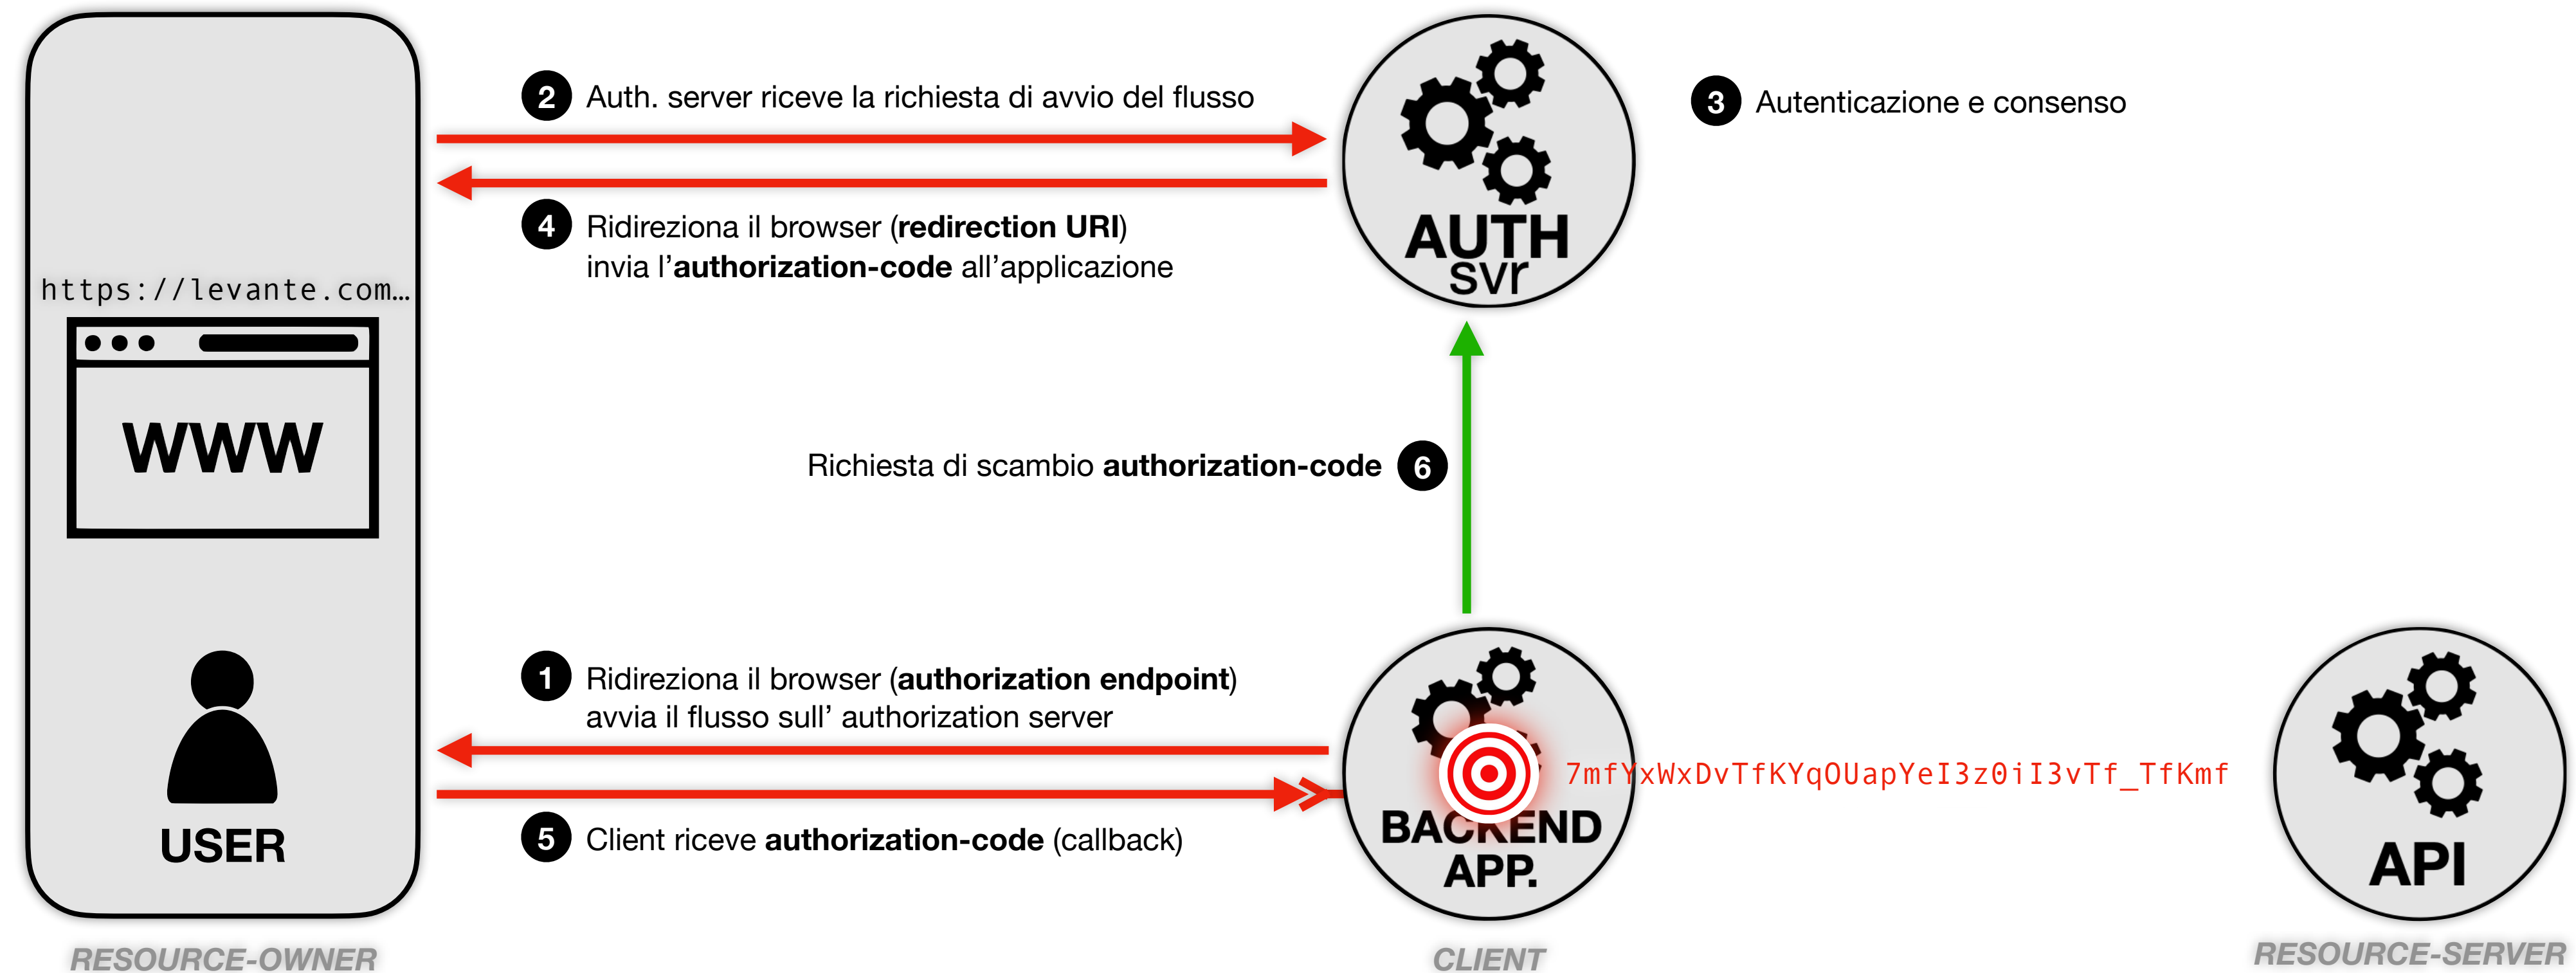 2 Auth. server riceve la richiesta di avvio del flusso
3 Autenticazione e consenso
4 Ridireziona il browser (redirection URI)
invia l’authorization-code all’applicazione
AUTH
svr
https://levante.com…
WWW
Richiesta di scambio authorization-code 6
1 Ridireziona il browser (authorization endpoint)
avvia il flusso sull’ authorization server
7mfYxWxDvTfKYqOUapYeI3z0iI3vTf_TfKmf
5 Client riceve authorization-code (callback)
USER
BACKEND
APP.
API
RESOURCE-OWNER
CLIENT
RESOURCE-SERVER